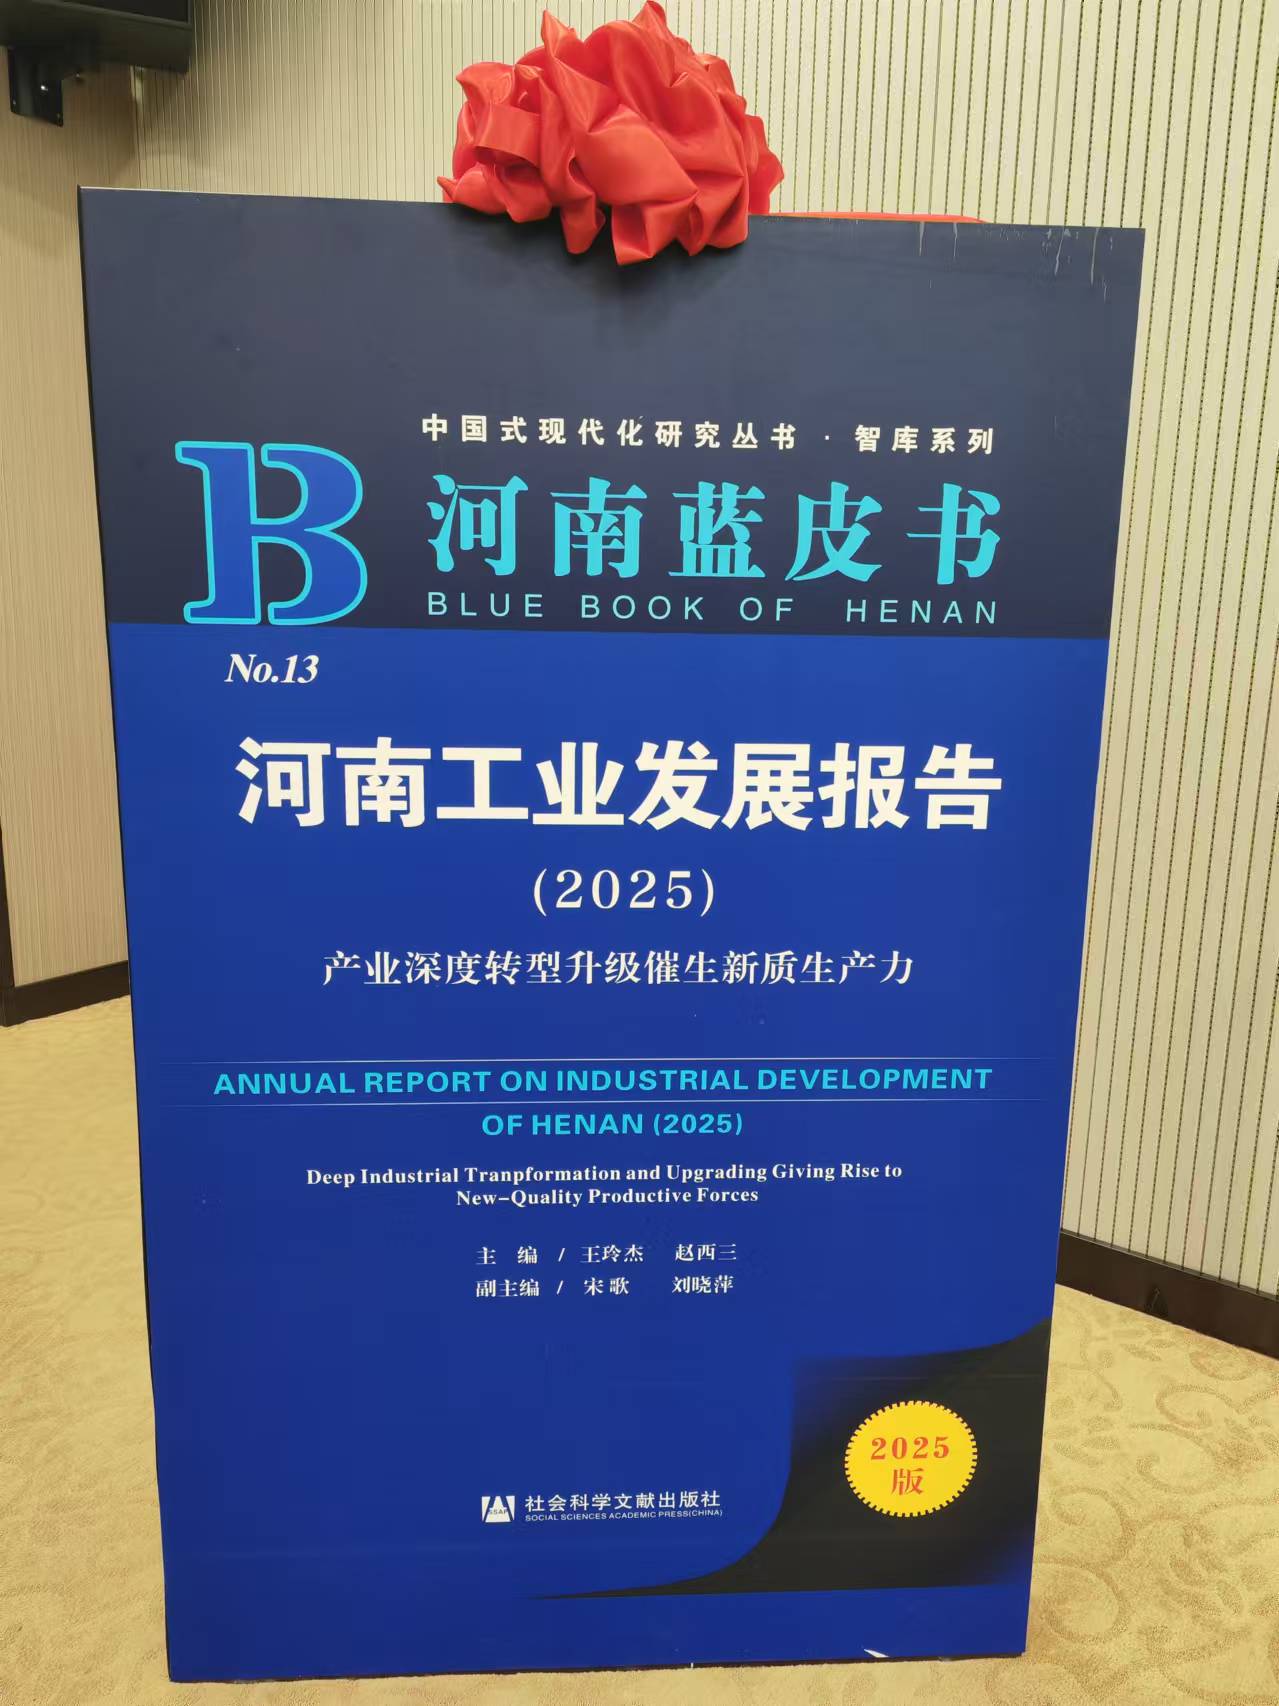 中国式现代化研究丛书·智库系列
河南蓝皮书
BLUE BOOK OF HENAN
B
No.13
河南工业发展报告
(2025)
产业深度转型升级催生新质生产力
ANNUAL REPORT ON INDUSTRIAL DEVELOPMENT
OF HENAN (2025)
Deep Industrial Tranpformation and Upgrading Giving Rise to
New-Quality Productive Forces
主 编 / 王玲杰 赵西三
副主编 / 宋歌 刘晓萍
2025
版
SSAP
社会科学文献出版社
SOCIAL SCIENCES ACADEMIC PRESS(CHINA)